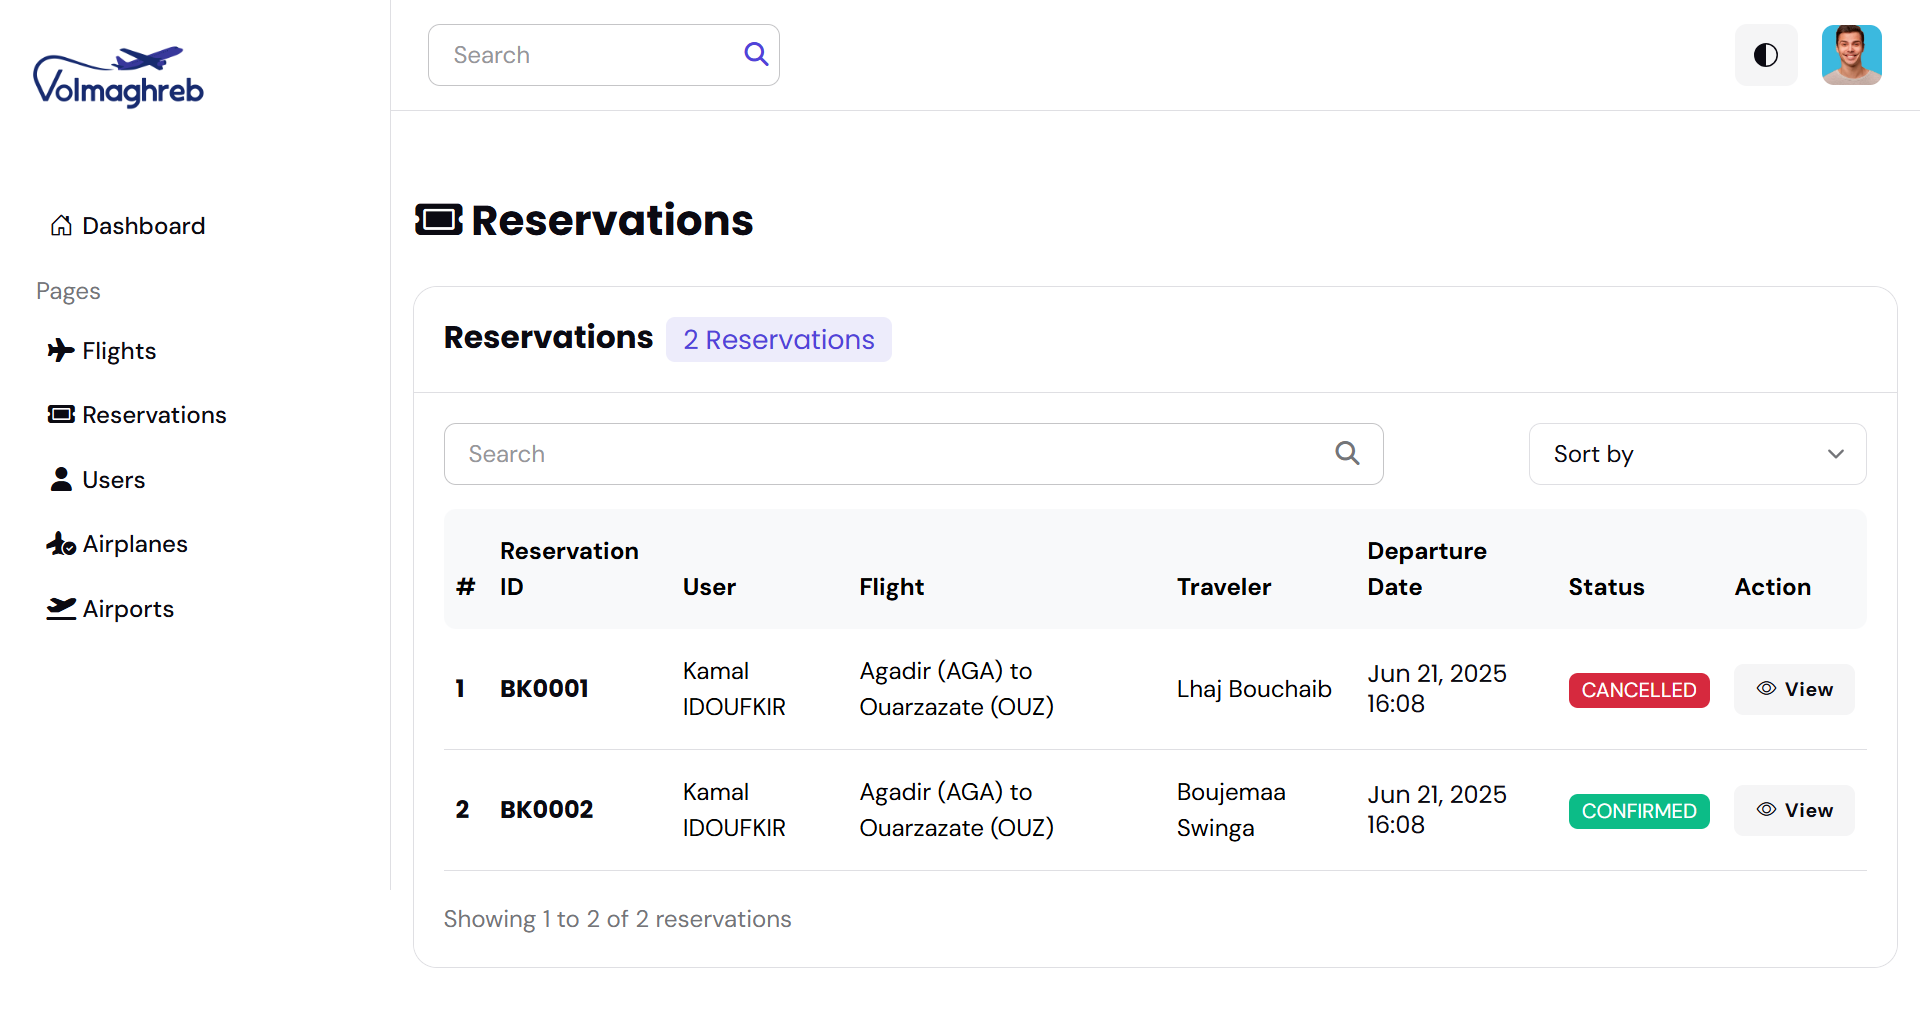 Volmaghreb
Search
Dashboard
Pages
Flights
Reservations
Users
Airplanes
Airports
Reservations
Reservations 2 Reservations
Search
Sort by
# Reservation ID User Flight Traveler Departure Date Status Action
1 BK0001 Kamal IDOUFKIR Agadir (AGA) to Ouarzazate (OUZ) Lhaj Bouchaib Jun 21, 2025 16:08 CANCELLED View
2 BK0002 Kamal IDOUFKIR Agadir (AGA) to Ouarzazate (OUZ) Boujemaa Swinga Jun 21, 2025 16:08 CONFIRMED View
Showing 1 to 2 of 2 reservations